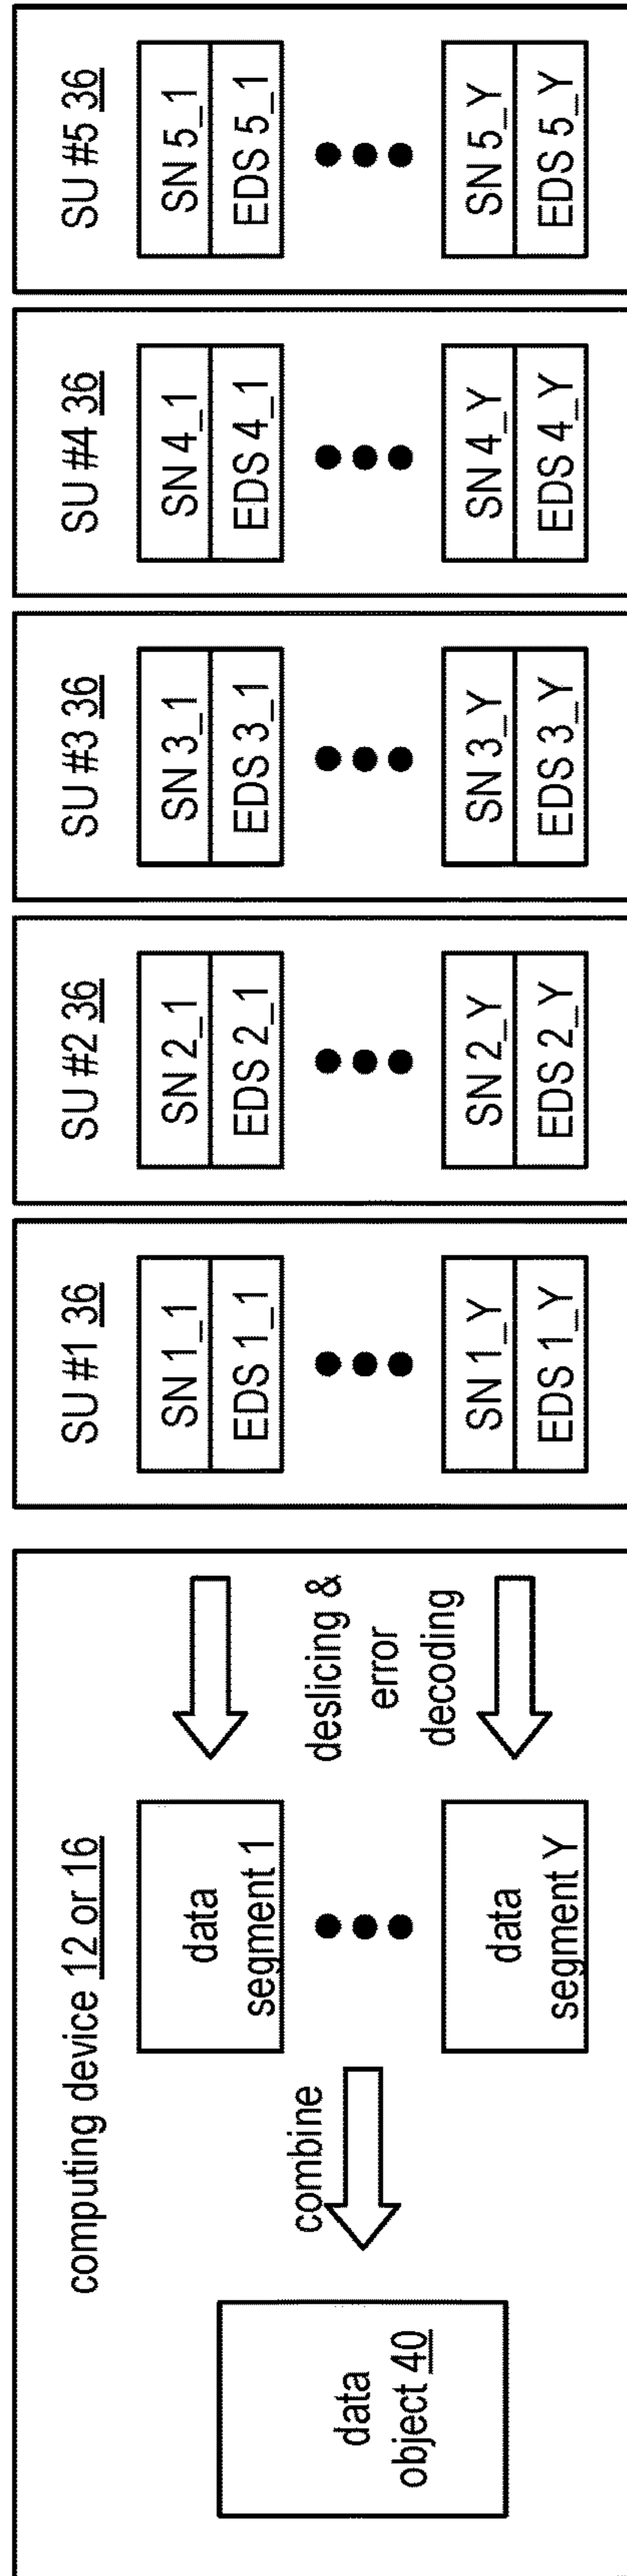 computing device 12 or 16
data
object 40
combine
data
segment 1
data
segment Y
deslicing &
error
decoding
SU #1 36
SN 1_1
EDS 1_1
SN 1_Y
EDS 1_Y
SU #2 36
SN 2_1
EDS 2_1
SN 2_Y
EDS 2_Y
SU #3 36
SN 3_1
EDS 3_1
SN 3_Y
EDS 3_Y
SU #4 36
SN 4_1
EDS 4_1
SN 4_Y
EDS 4_Y
SU #5 36
SN 5_1
EDS 5_1
SN 5_Y
EDS 5_Y